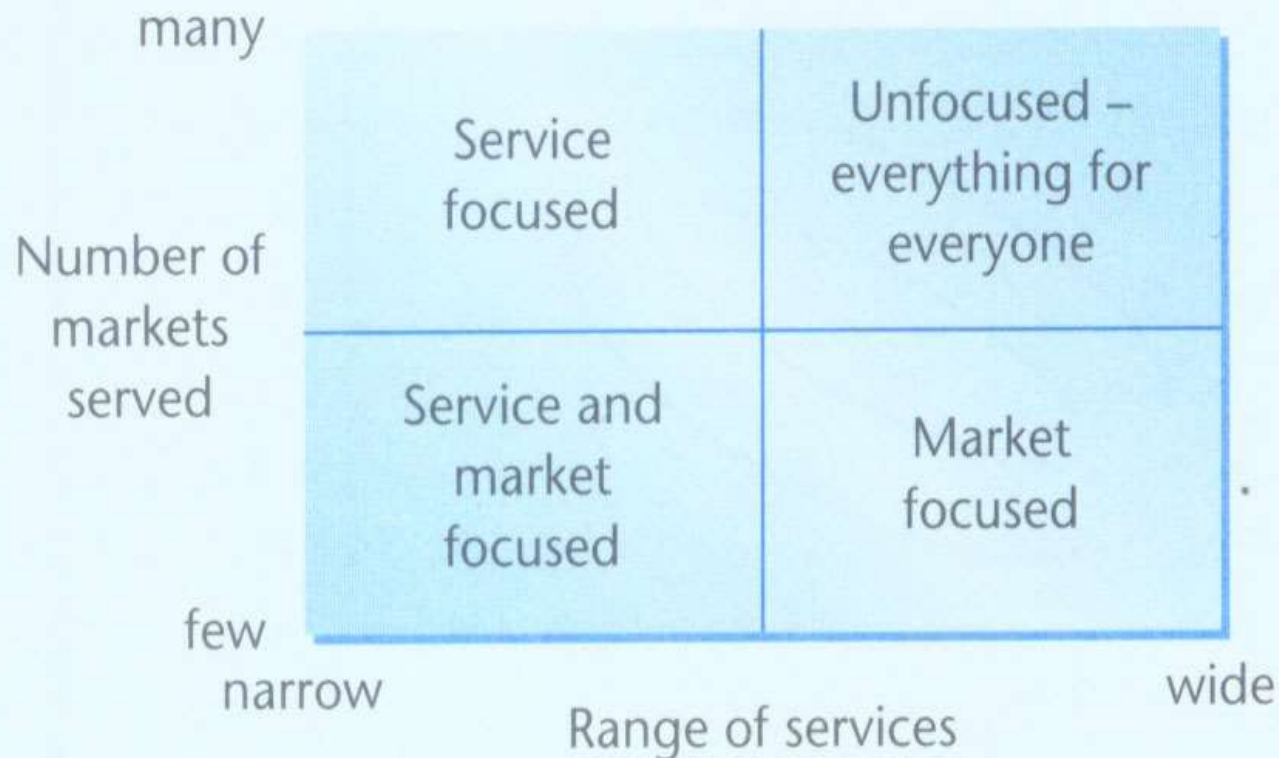 many
Service
focused
Unfocused –
everything for
everyone
Number of
markets
served
Service and
market
focused
Market
focused
few
narrow
wide
Range of services